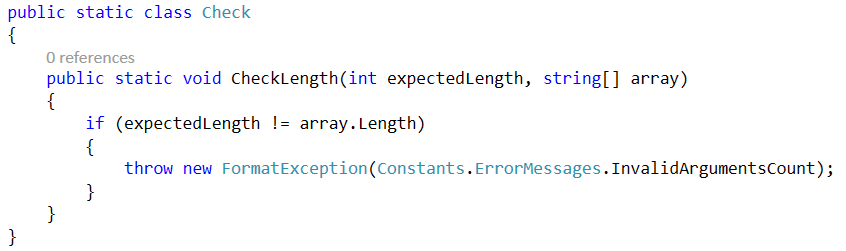 public static class Check
{
    0 references
    public static void CheckLength(int expectedLength, string[] array)
    {
        if (expectedLength != array.Length)
        {
            throw new FormatException(Constants.ErrorMessages.InvalidArgumentsCount);
        }
    }
}